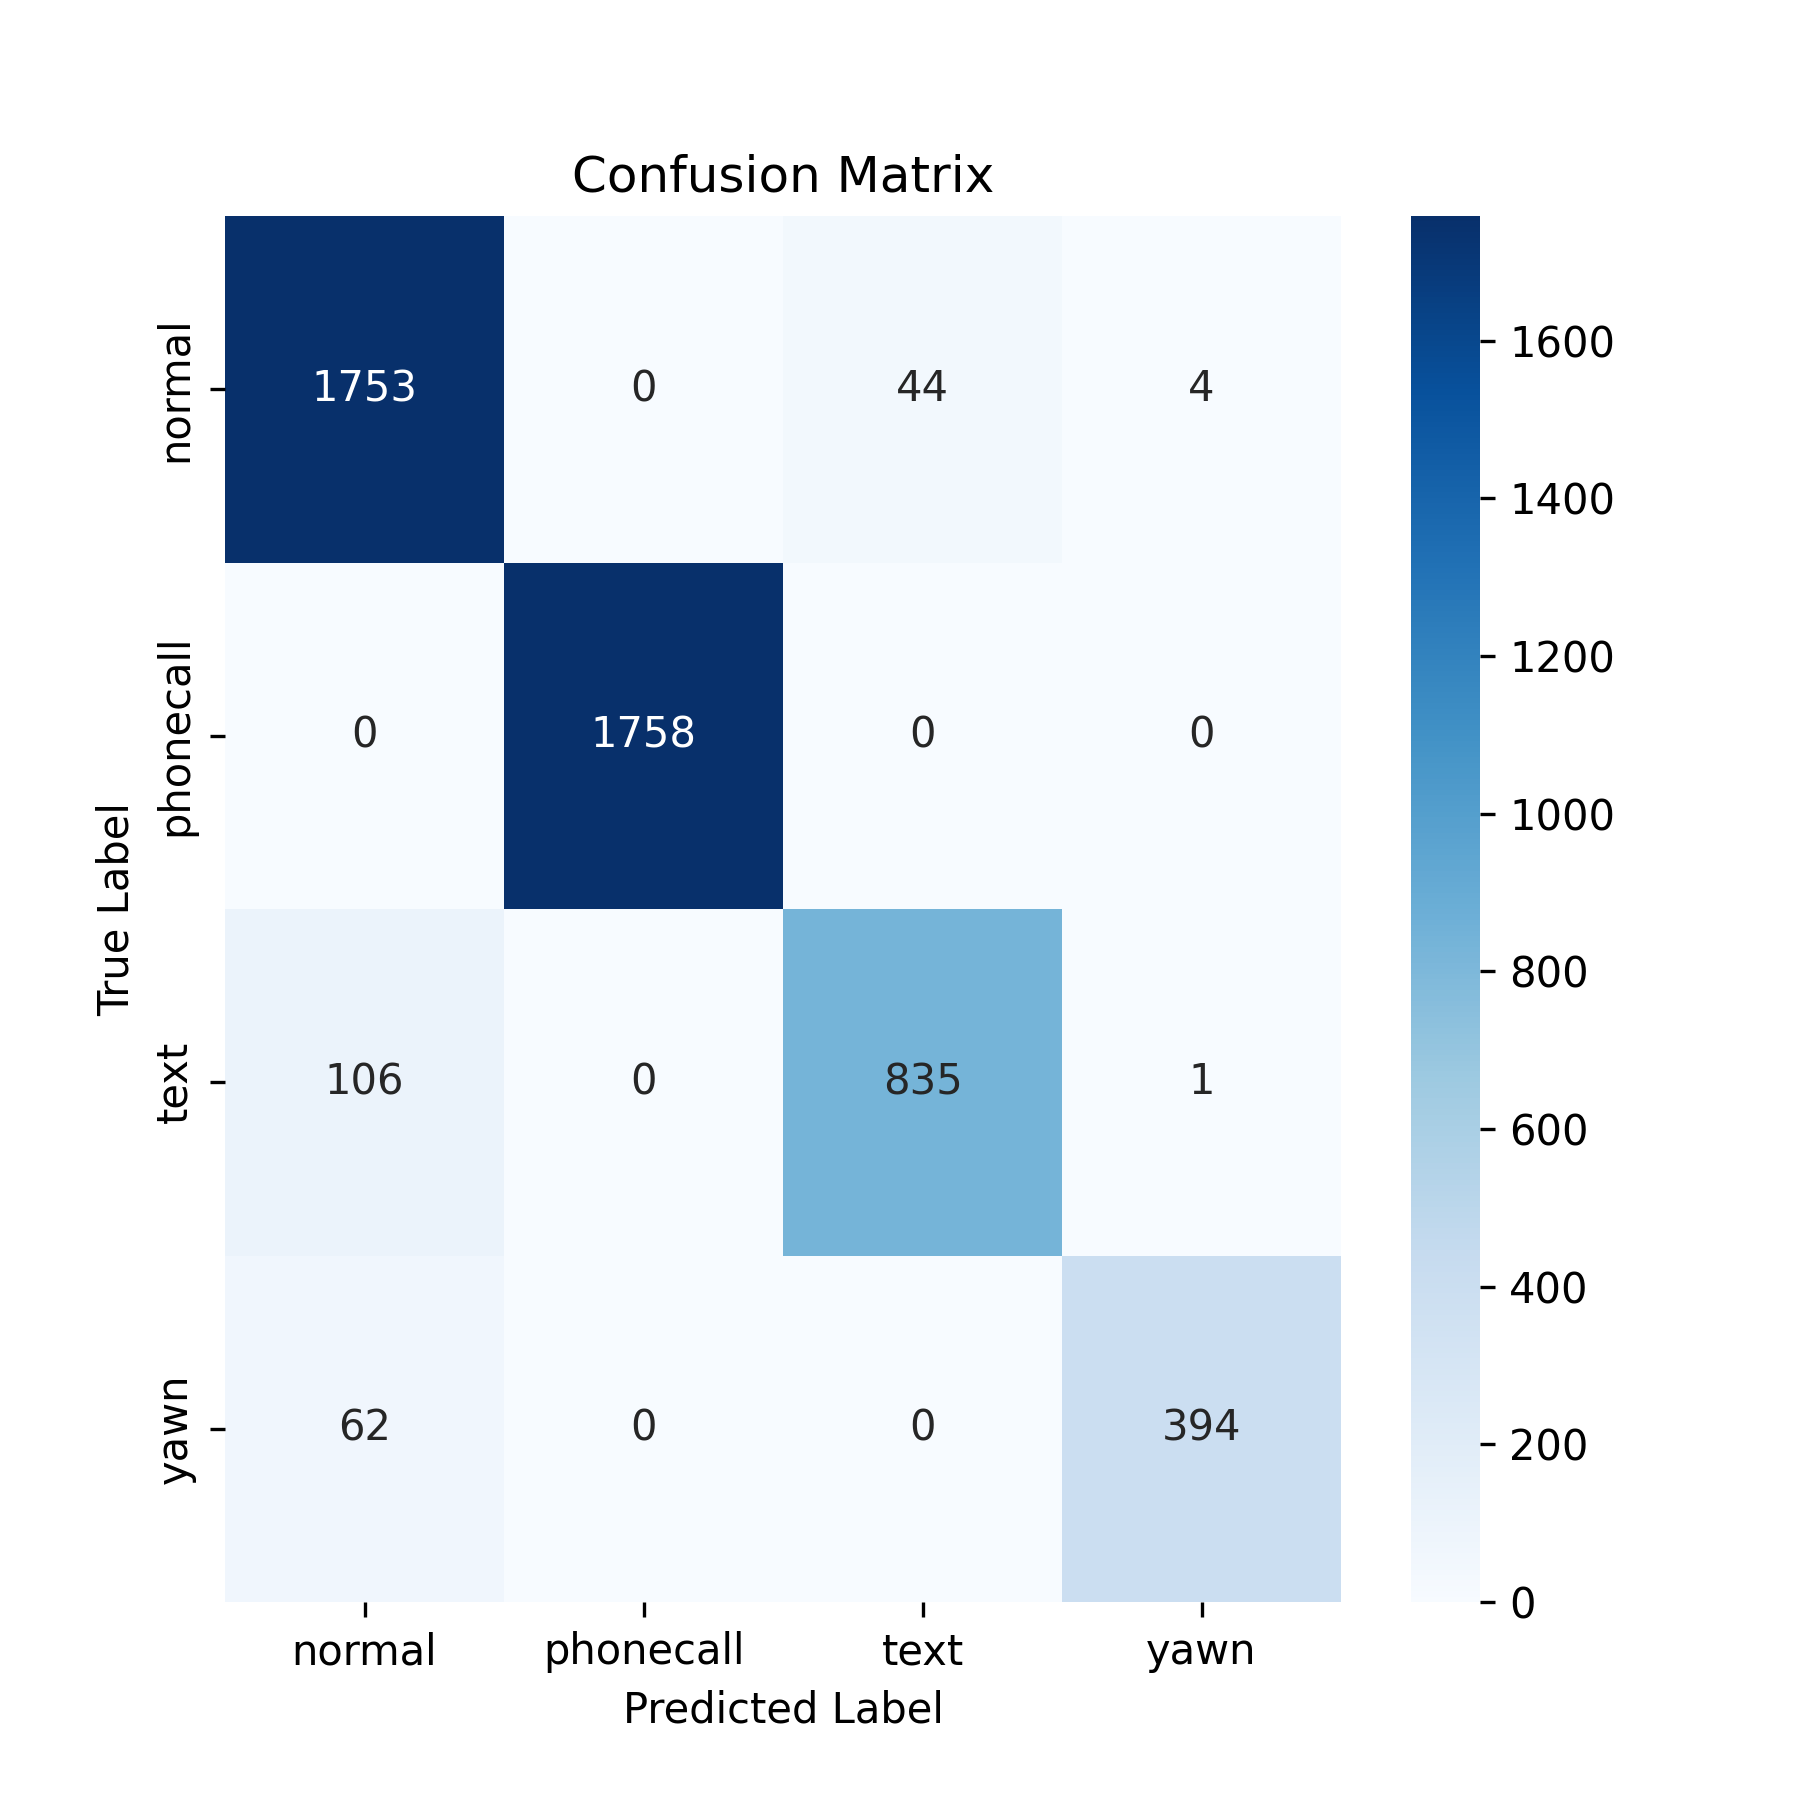 Confusion Matrix
True Label
normal
1753 0 44 4
phonecall
0 1758 0 0
text
106 0 835 1
yawn
62 0 0 394
normal phonecall text yawn
Predicted Label
1600
1400
1200
1000
800
600
400
200
0